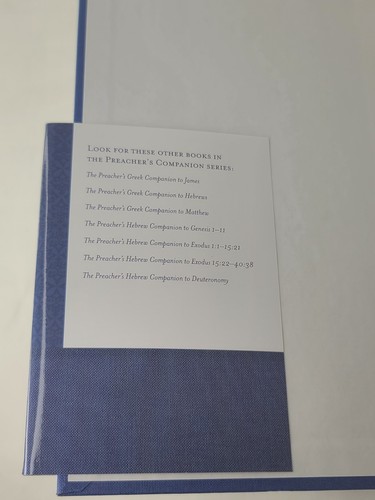 Look for these other books in
the Preacher's Companion series:
The Preacher's Greek Companion to James
The Preacher's Greek Companion to Hebrews
The Preacher's Greek Companion to Matthew
The Preacher's Hebrew Companion to Genesis 1–11
The Preacher's Hebrew Companion to Exodus 1:1–15:21
The Preacher's Hebrew Companion to Exodus 15:22–40:38
The Preacher's Hebrew Companion to Deuteronomy